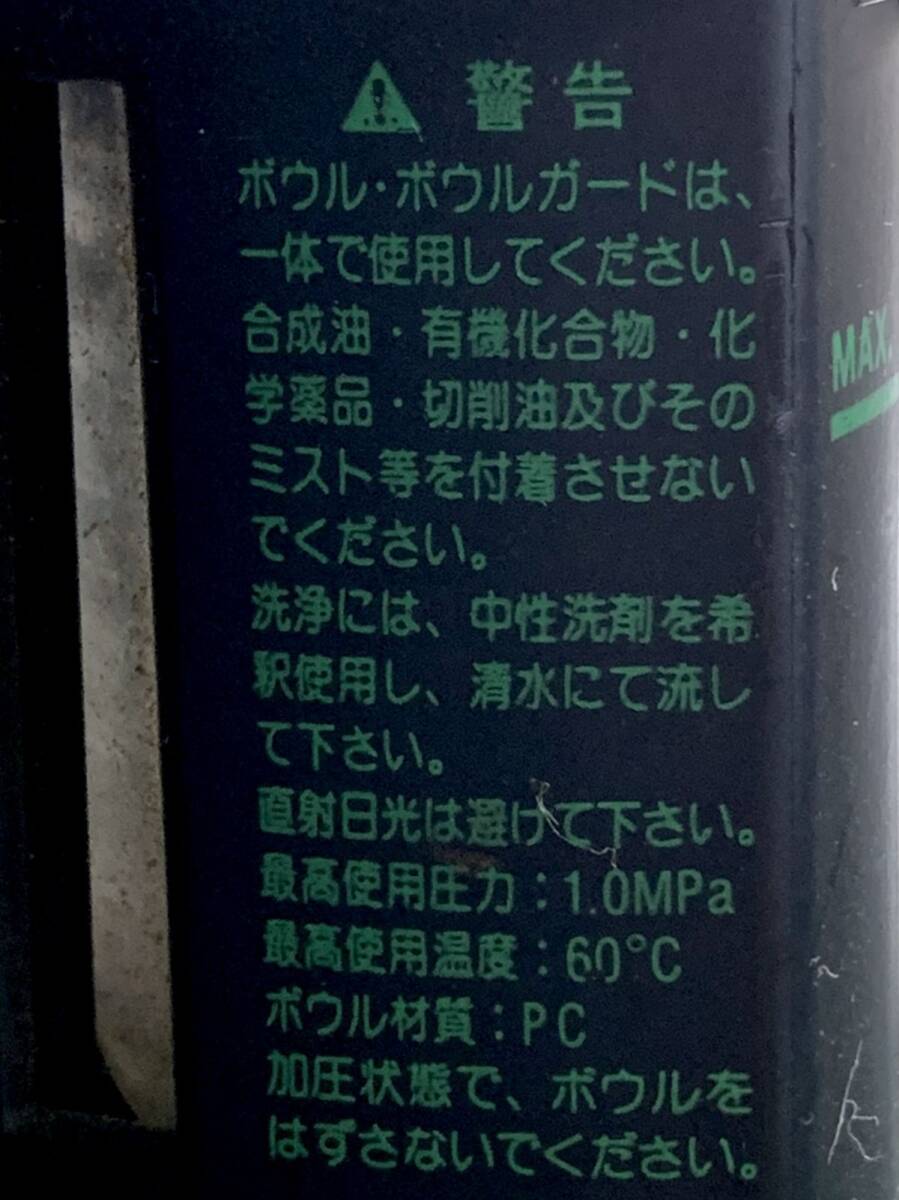 警告
ボウル・ボウルガードは、
一体で使用してください。
合成油・有機化合物・化
学薬品・切削油及びその
ミスト等を付着させない
でください。
洗浄には、中性洗剤を希
釈使用し、清水にて流し
て下さい。
直射日光は避けて下さい。
最高使用圧力：1.0MPa
最高使用温度：60°C
ボウル材質：PC
加圧状態で、ボウルを
はずさないでください。
MAX.